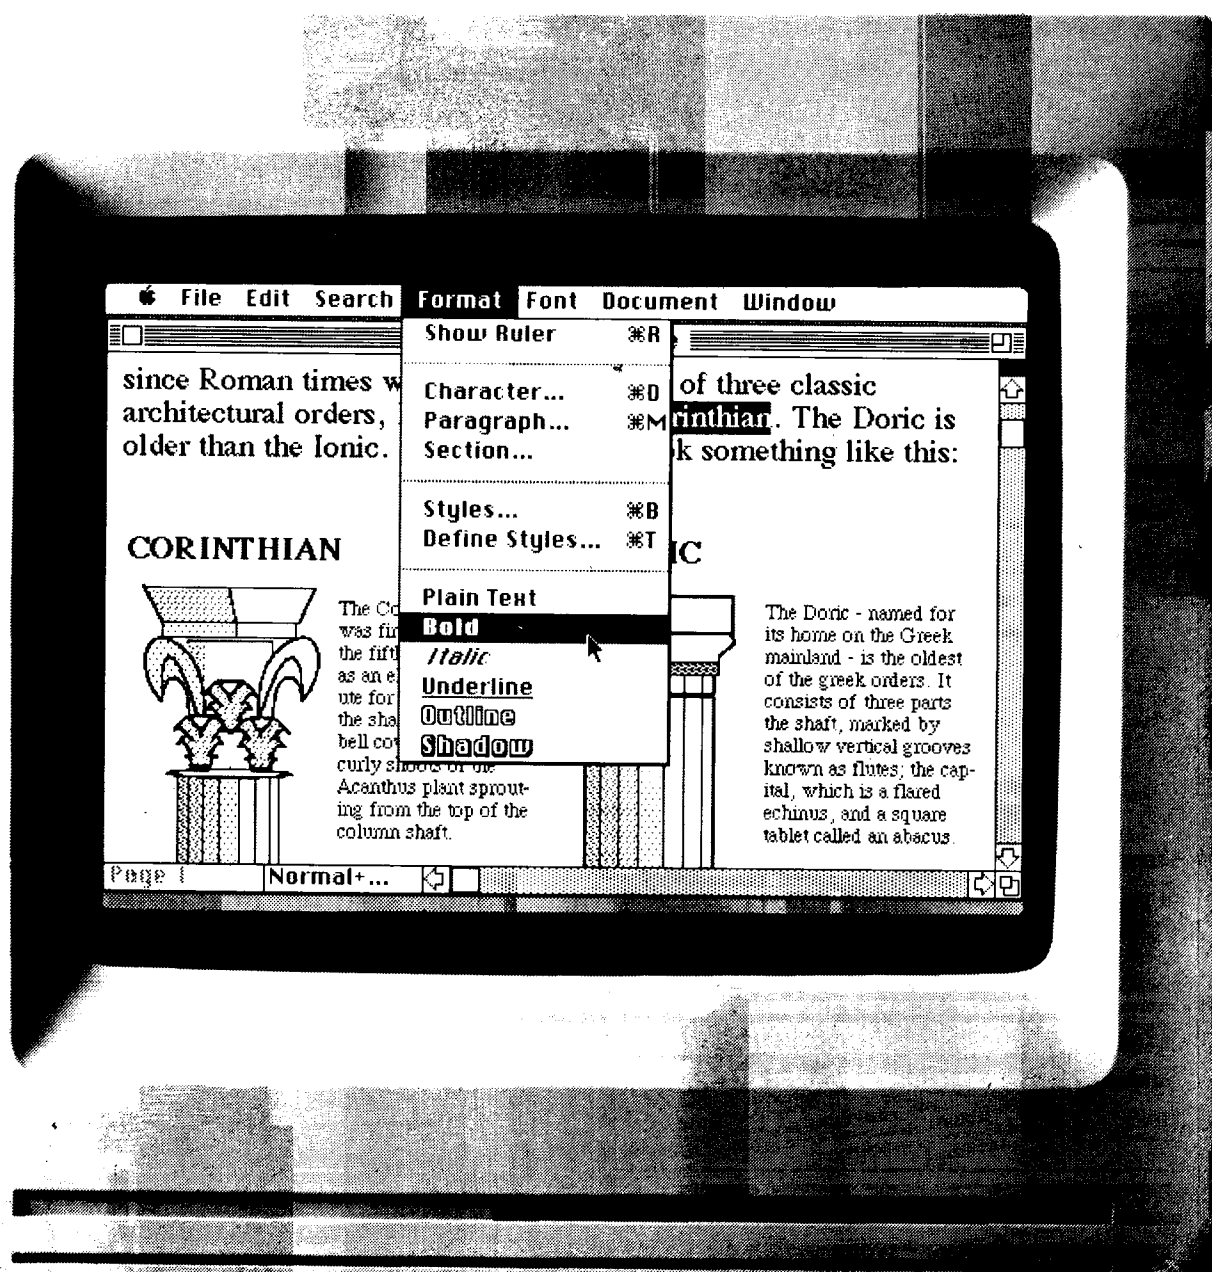 File Edit Search Format Font Document Window
Show Ruler ⌘R
Character... ⌘D
Paragraph... ⌘M
Section...
Styles... ⌘B
Define Styles... ⌘T
Plain Text
Bold
Italic
Underline
Outline
Shadow
since Roman times w of three classic
architectural orders, rinthian. The Doric is
older than the Ionic. k something like this:
CORINTHIAN
The Co
was fir
the fift
as an e
ute for
the sha
bell cov
curly shoots of the
Acanthus plant sprout-
ing from the top of the
column shaft.
IC
The Doric - named for
its home on the Greek
mainland - is the oldest
of the greek orders. It
consists of three parts
the shaft, marked by
shallow vertical grooves
known as flutes; the cap-
ital, which is a flared
echinus, and a square
tablet called an abacus.
Page 1 Normal+...